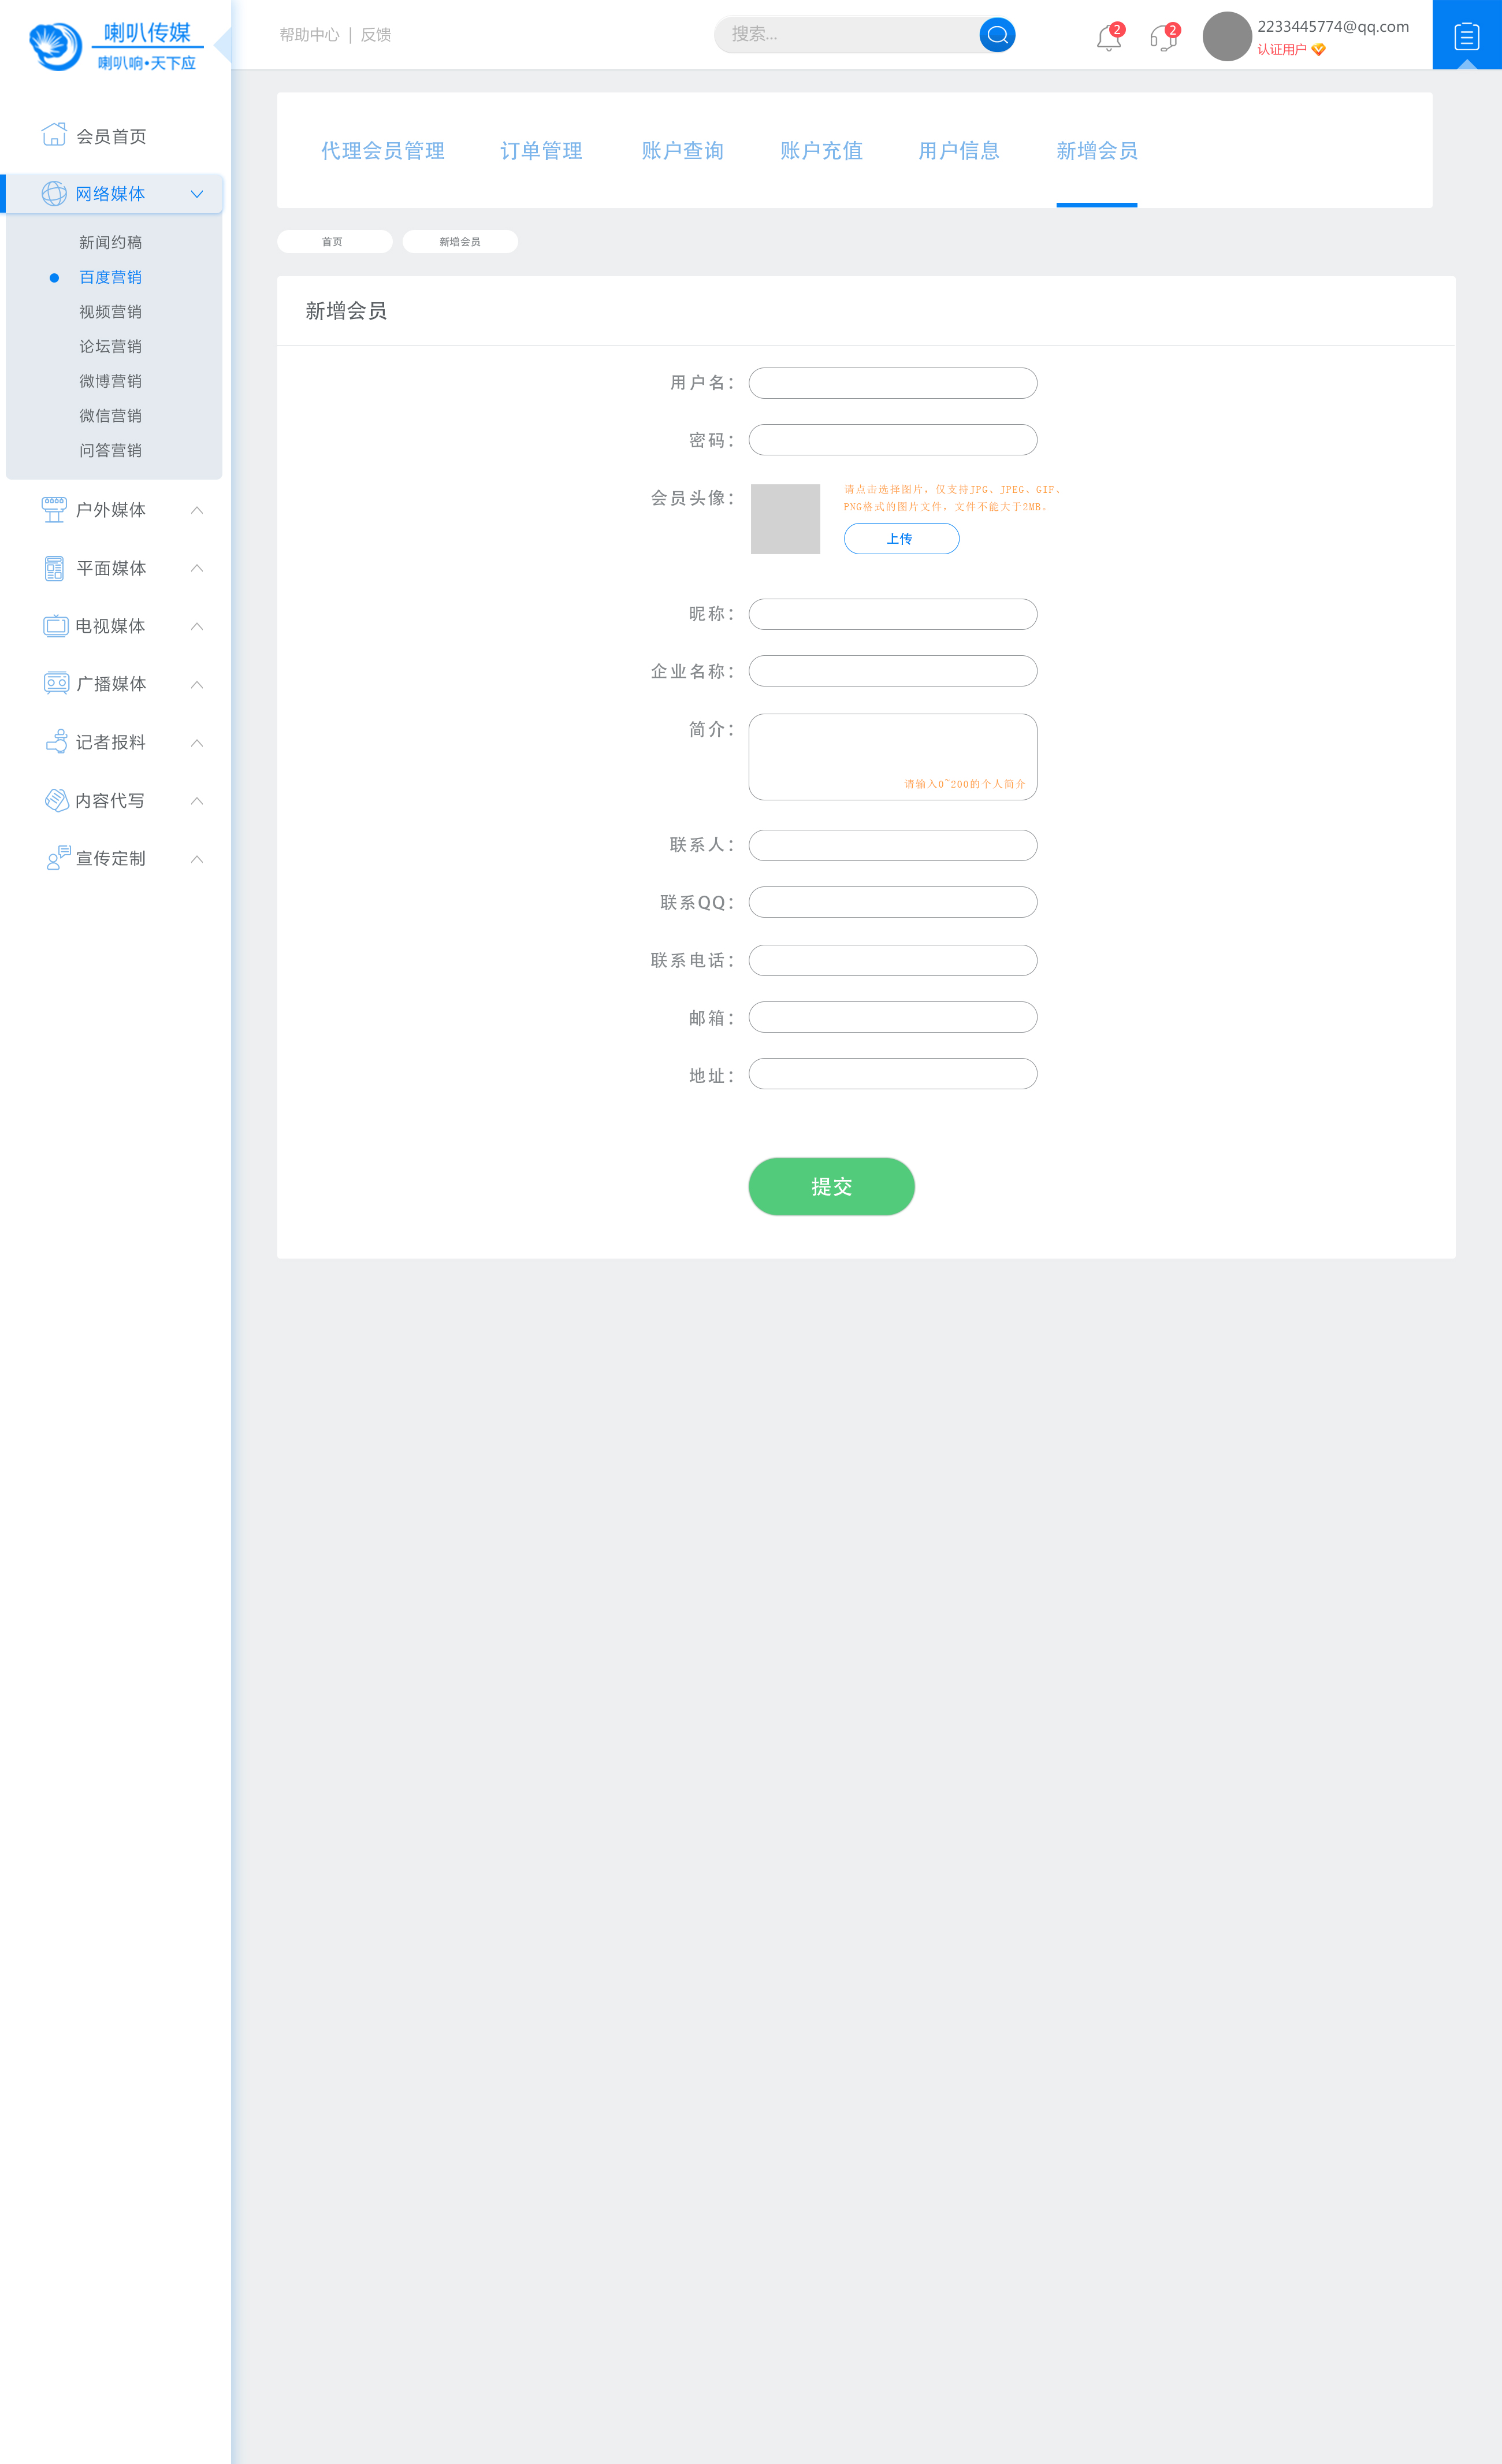 喇叭传媒
喇叭响•天下应
帮助中心 | 反馈
搜索...
2
2
2233445774@qq.com
认证用户
会员首页
网络媒体
新闻约稿
百度营销
视频营销
论坛营销
微博营销
微信营销
问答营销
户外媒体
平面媒体
电视媒体
广播媒体
记者报料
内容代写
宣传定制
代理会员管理
订单管理
账户查询
账户充值
用户信息
新增会员
首页
新增会员
新增会员
用户名：
密码：
会员头像：
请点击选择图片，仅支持JPG、JPEG、GIF、
PNG格式的图片文件，文件不能大于2MB。
上传
昵称：
企业名称：
简介：
请输入0~200的个人简介
联系人：
联系QQ：
联系电话：
邮箱：
地址：
提交